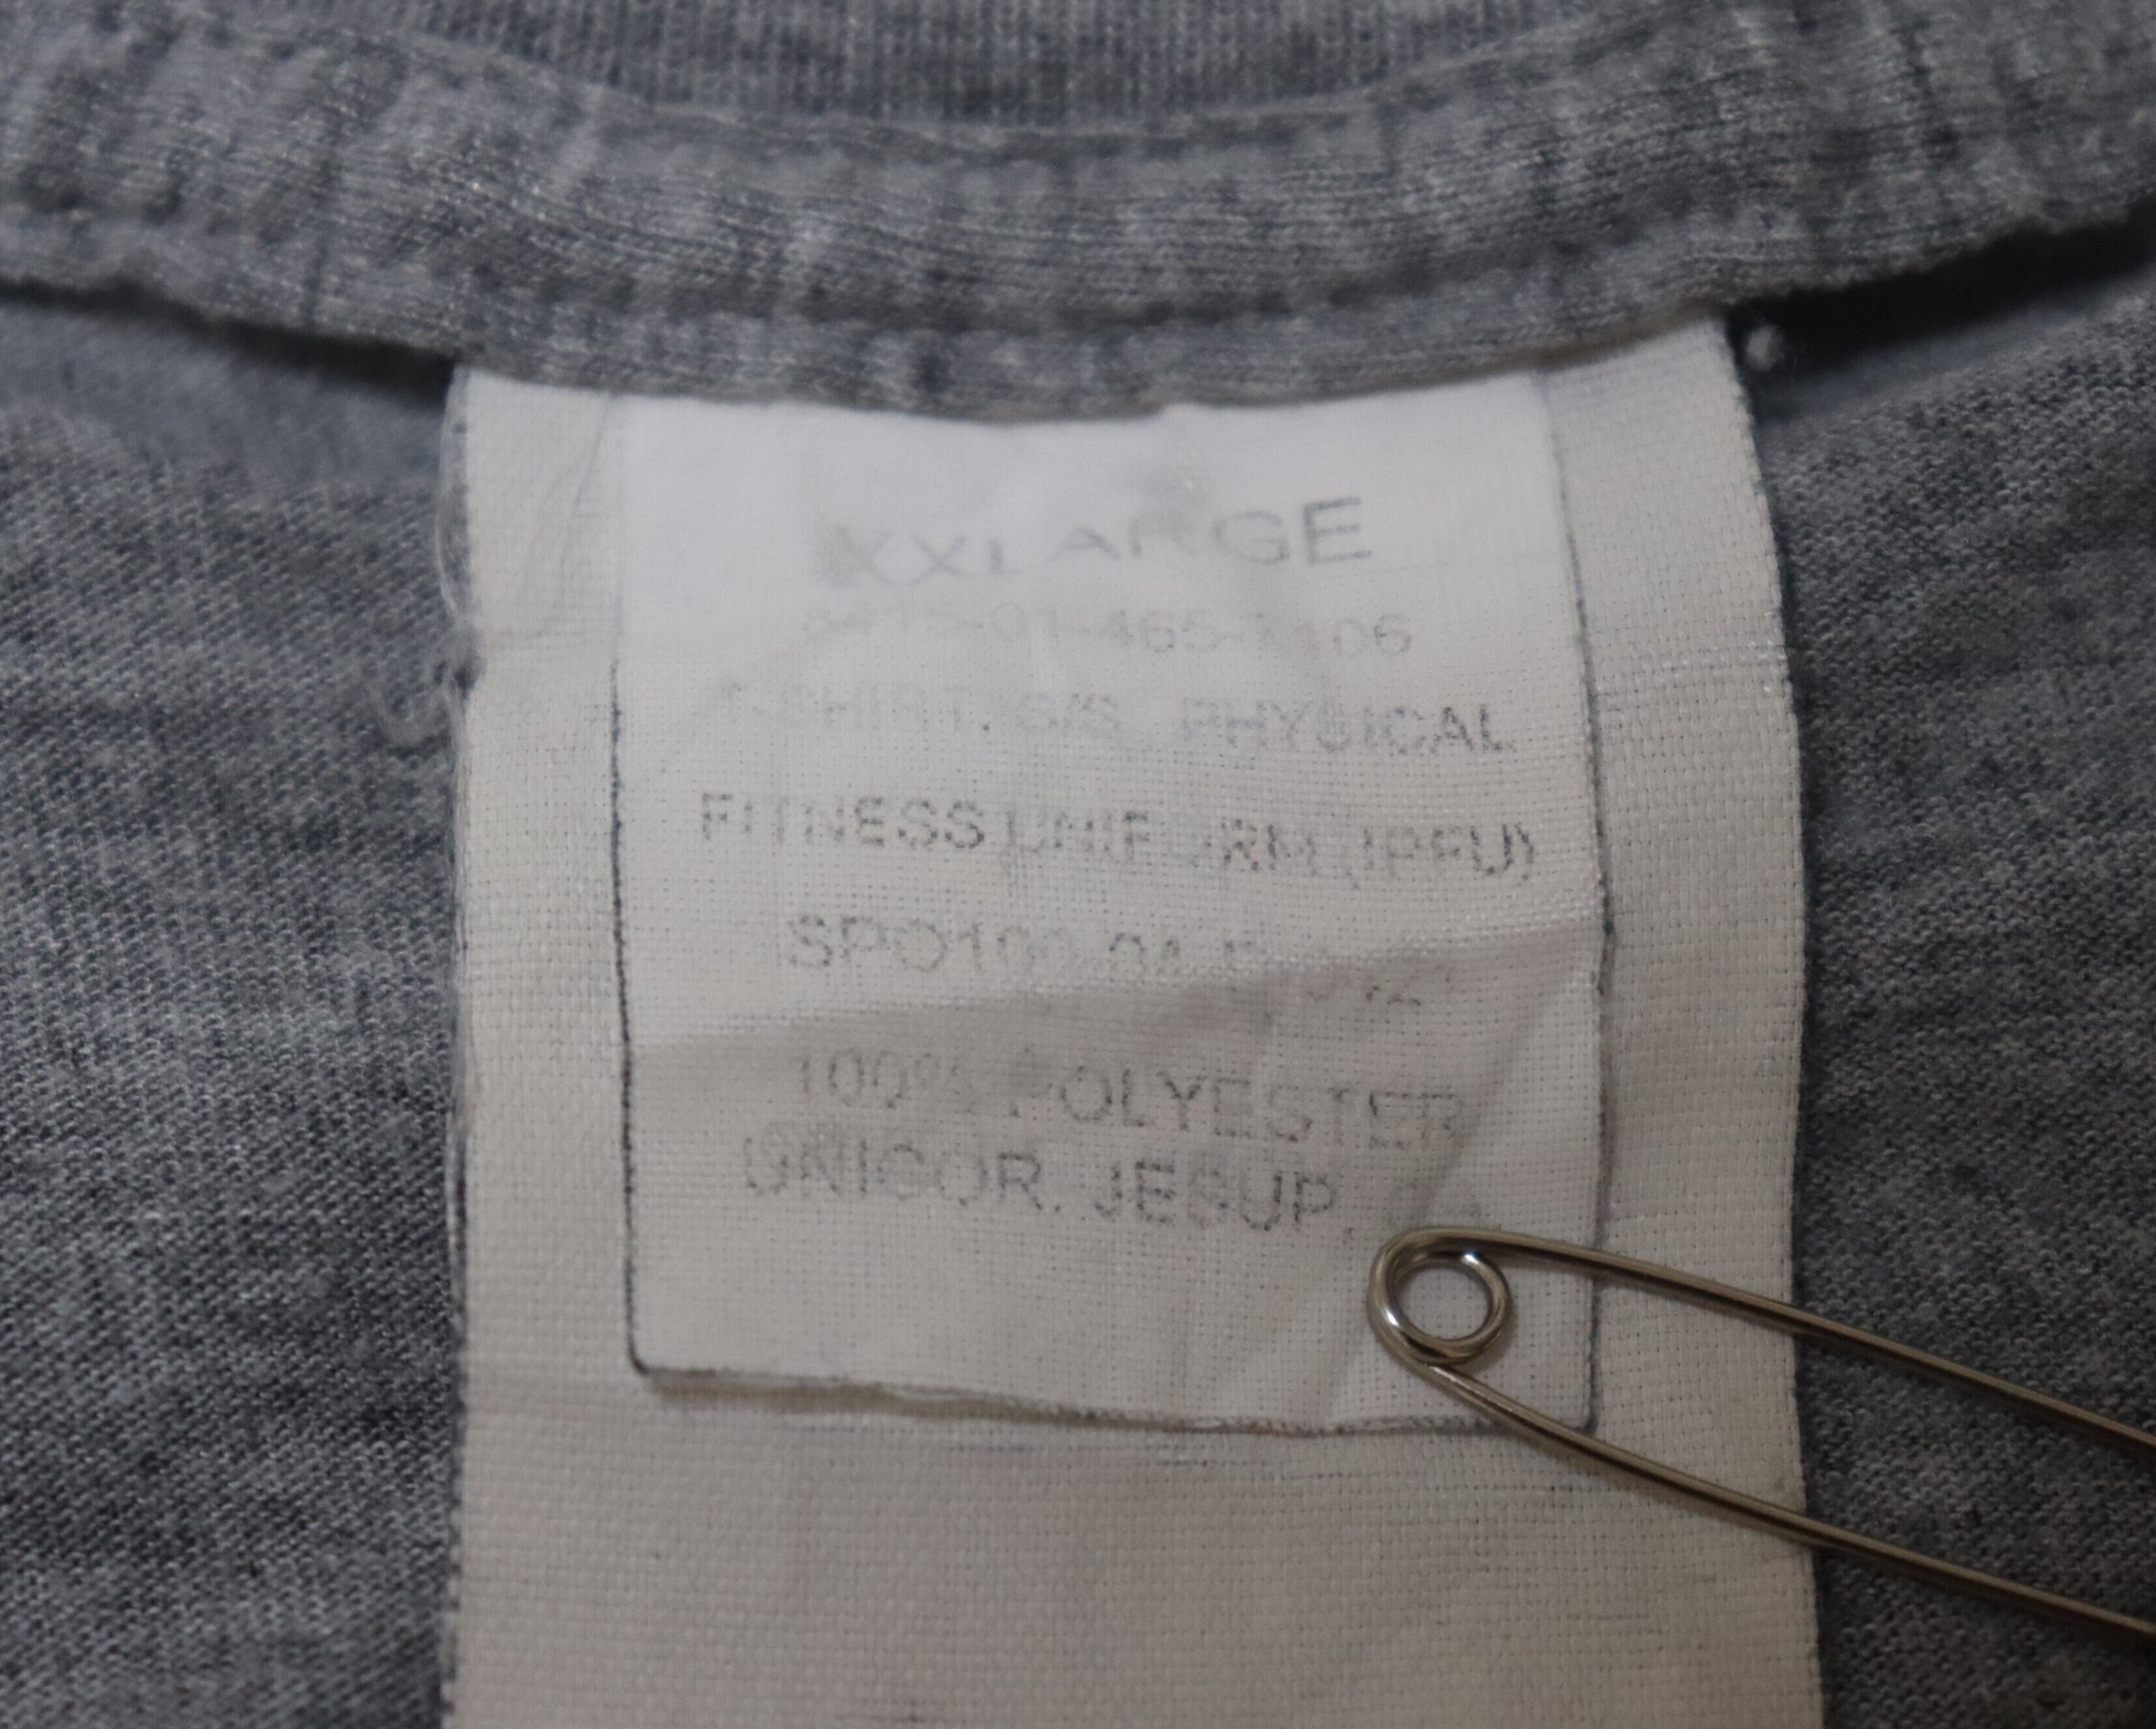 XXLARGE
T-SHIRT, S/S, PHYSICAL
FITNESS UNIFORM (IPFU)
100% POLYESTER
UNICOR. JESUP